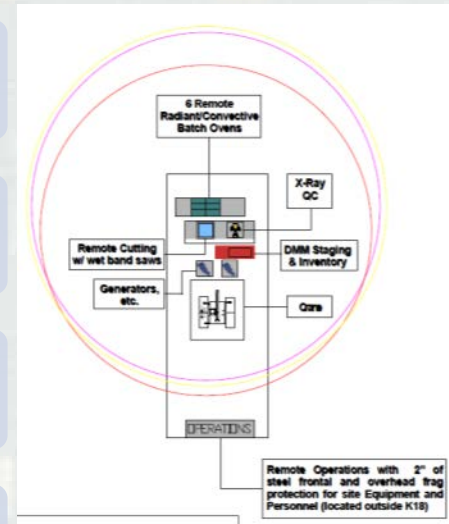 6 Remote
Radiant/Convective
Batch Ovens
X-Ray
QC
Remote Cutting
w/ wet band saws
DMM Staging
& Inventory
Generators,
etc.
OPERATIONS
Remote Operations with 2" of
steel frontal and overhead frag
protection for site Equipment and
Personnel (located outside K18)